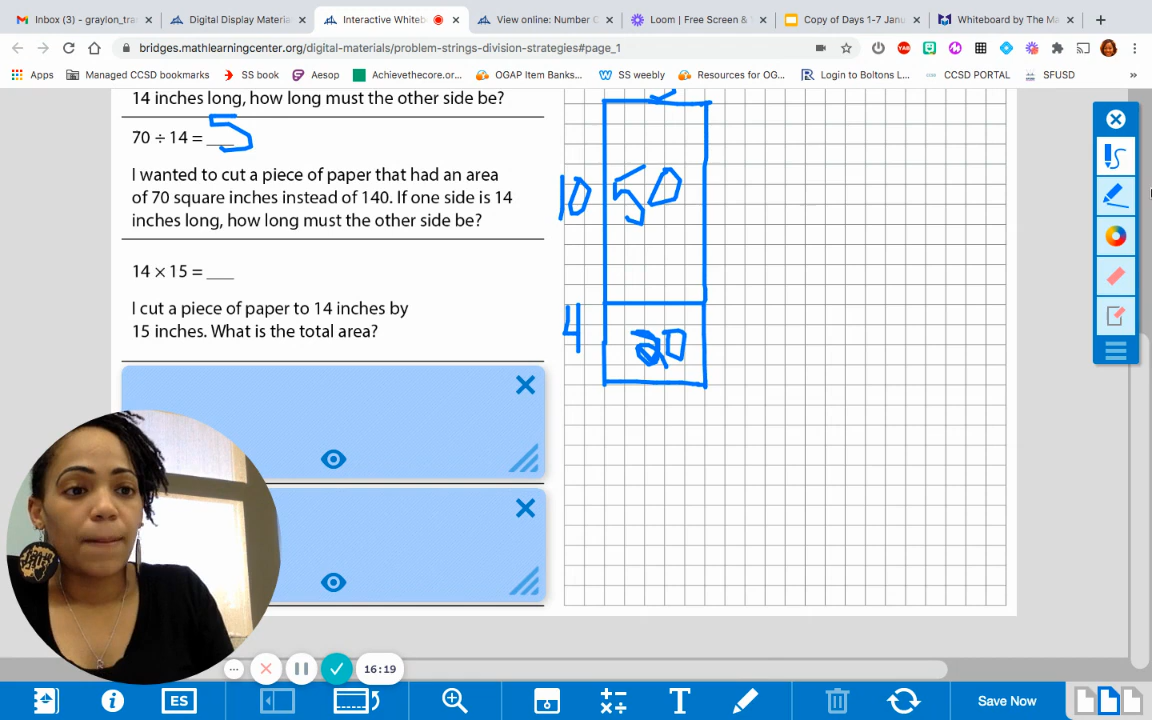 Inbox (3) - graylon_tra
Digital Display Materia
Interactive Whiteb
View online: Number C
Loom | Free Screen &
Copy of Days 1-7 Janu
Whiteboard by The Ma
bridges.mathlearningcenter.org/digital-materials/problem-strings-division-strategies#page_1
Apps
Managed CCSD bookmarks
SS book
Aesop
Achievethecore.o...
OGAP Item Banks...
SS weekly
Resources for OG...
Login to Boltons L...
CCSD PORTAL
SFUSD
»
14 inches long, how long must the other side be?
70 ÷ 14 = 5
I wanted to cut a piece of paper that had an area
of 70 square inches instead of 140. If one side is 14
inches long, how long must the other side be?
14 × 15 = ___
I cut a piece of paper to 14 inches by
15 inches. What is the total area?
10
50
4
20
16:19
ES
Save Now